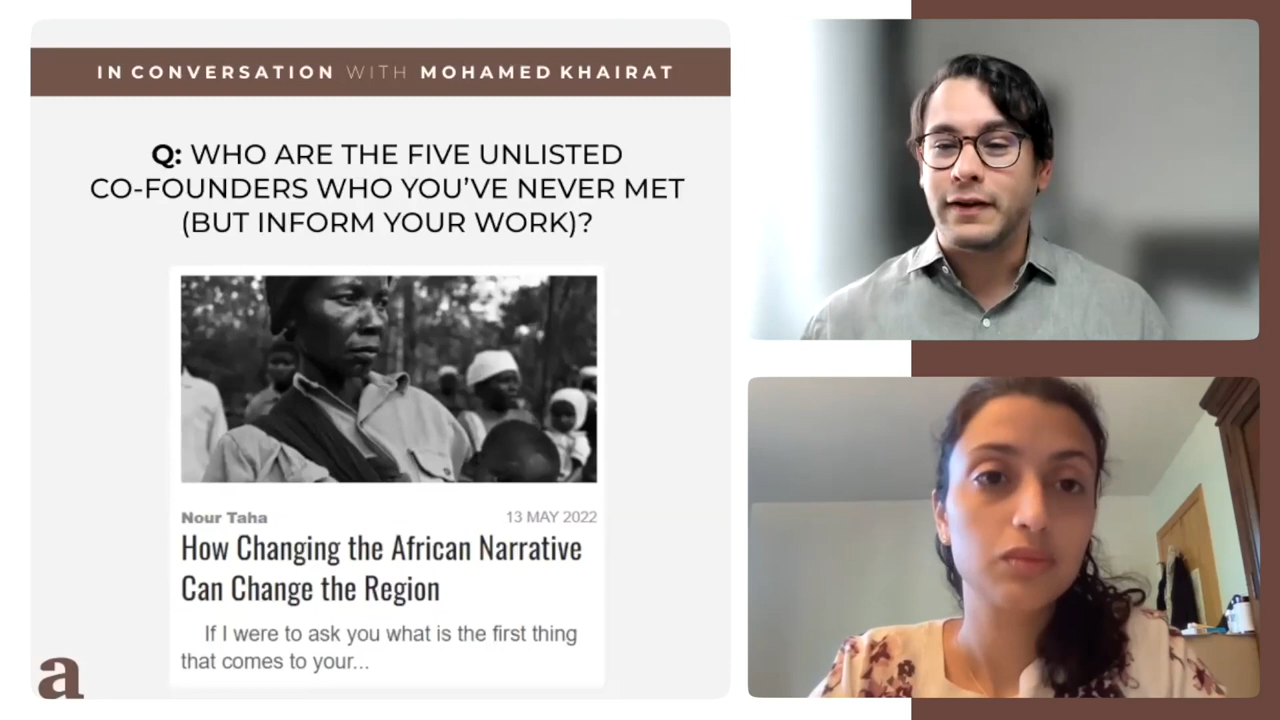 IN CONVERSATION WITH MOHAMED KHAIRAT
Q: WHO ARE THE FIVE UNLISTED
CO-FOUNDERS WHO YOU'VE NEVER MET
(BUT INFORM YOUR WORK)?
Nour Taha 13 MAY 2022
How Changing the African Narrative
Can Change the Region
If I were to ask you what is the first thing
that comes to your...
a